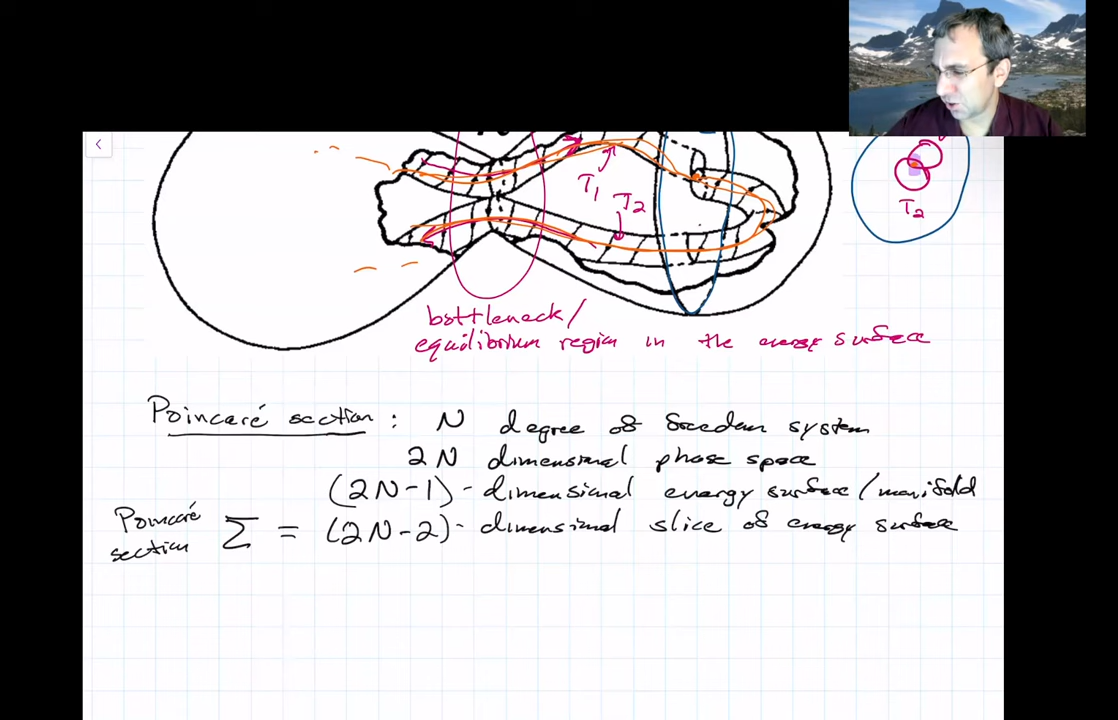 T₁
T₂
T₂
bottleneck/
equilibrium region in the energy surface
Poincaré section : N degree of freedom system
2N dimensional phase space
(2N-1)-dimensional energy surface/manifold
Poincaré section Σ = (2N-2)-dimensional slice of energy surface